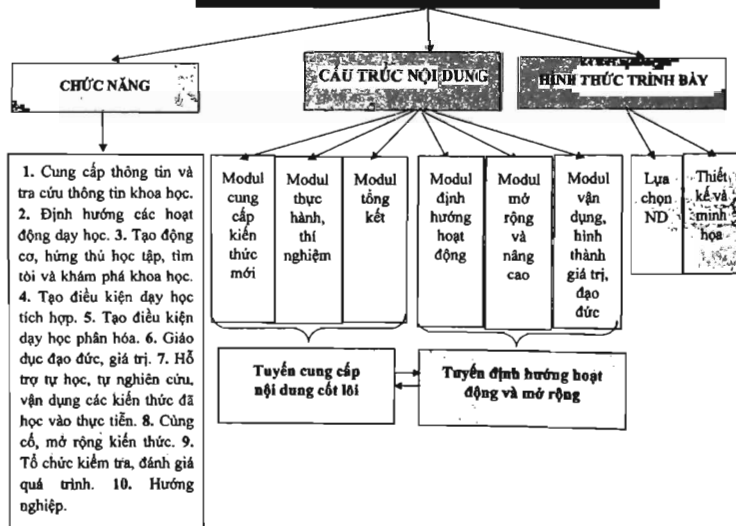 CHỨC NĂNG
CẤU TRÚC NỘI DUNG
HÌNH THỨC TRÌNH BÀY
1. Cung cấp thông tin và
tra cứu thông tin khoa học.
2. Định hướng các hoạt
động dạy học. 3. Tạo động
cơ, hứng thú học tập, tìm
tòi và khám phá khoa học.
4. Tạo điều kiện dạy học
tích hợp. 5. Tạo điều kiện
dạy học phân hóa. 6. Giáo
dục đạo đức, giá trị. 7. Hỗ
trợ tự học, tự nghiên cứu,
vận dụng các kiến thức đã
học vào thực tiễn. 8. Củng
cố, mở rộng kiến thức. 9.
Tổ chức kiểm tra, đánh giá
quá trình. 10. Hướng
nghiệp.
Modul
cung
cấp
kiến
thức
mới
Modul
thực
hành,
thí
nghiệm
Modul
tổng
kết
Modul
định
hướng
hoạt
động
Modul
mở
rộng
và
nâng
cao
Modul
vận
dụng,
hình
thành
giá trị,
đạo
đức
Lựa
chọn
ND
Thiết
kế và
minh
họa
Tuyến cung cấp
nội dung cốt lõi
Tuyến định hướng hoạt
động và mở rộng